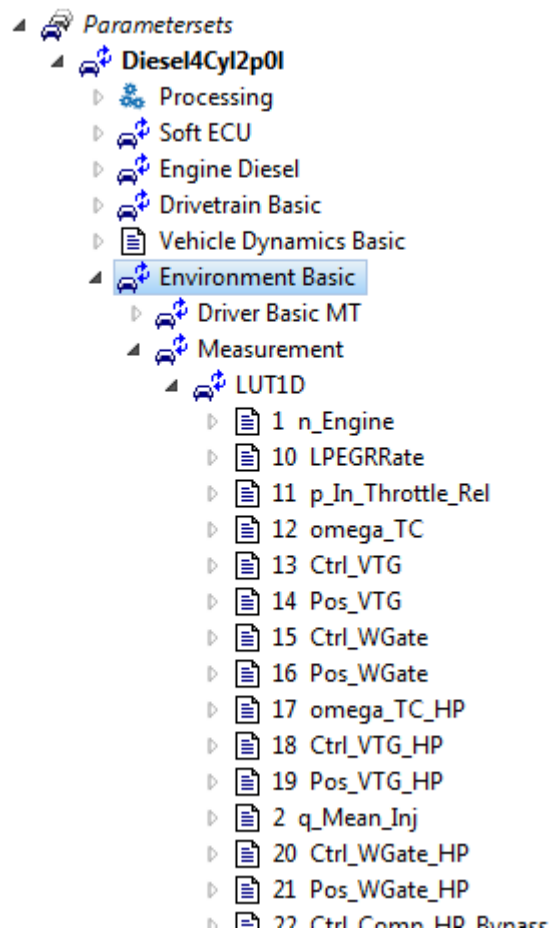 Parametersets
Diesel4Cyl2p0l
Processing
Soft ECU
Engine Diesel
Drivetrain Basic
Vehicle Dynamics Basic
Environment Basic
Driver Basic MT
Measurement
LUT1D
1 n_Engine
10 LPEGRRate
11 p_In_Throttle_Rel
12 omega_TC
13 Ctrl_VTG
14 Pos_VTG
15 Ctrl_WGate
16 Pos_WGate
17 omega_TC_HP
18 Ctrl_VTG_HP
19 Pos_VTG_HP
2 q_Mean_Inj
20 Ctrl_WGate_HP
21 Pos_WGate_HP
22 Ctrl_Comp_HP_Bypass